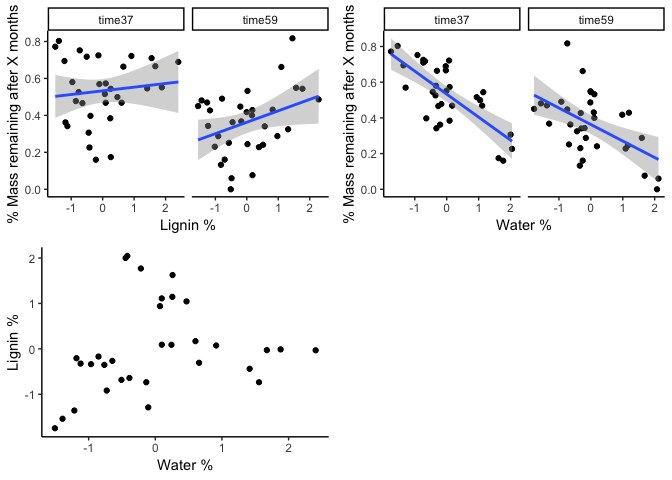 time37 time59
% Mass remaining after X months
0.8
0.6
0.4
0.2
0.0
-1 0 1 2 -1 0 1 2
Lignin %
time37 time59
% Mass remaining after X months
0.8
0.6
0.4
0.2
0.0
-1 0 1 2 -1 0 1 2
Water %
Lignin %
2
1
0
-1
-1 0 1 2
Water %